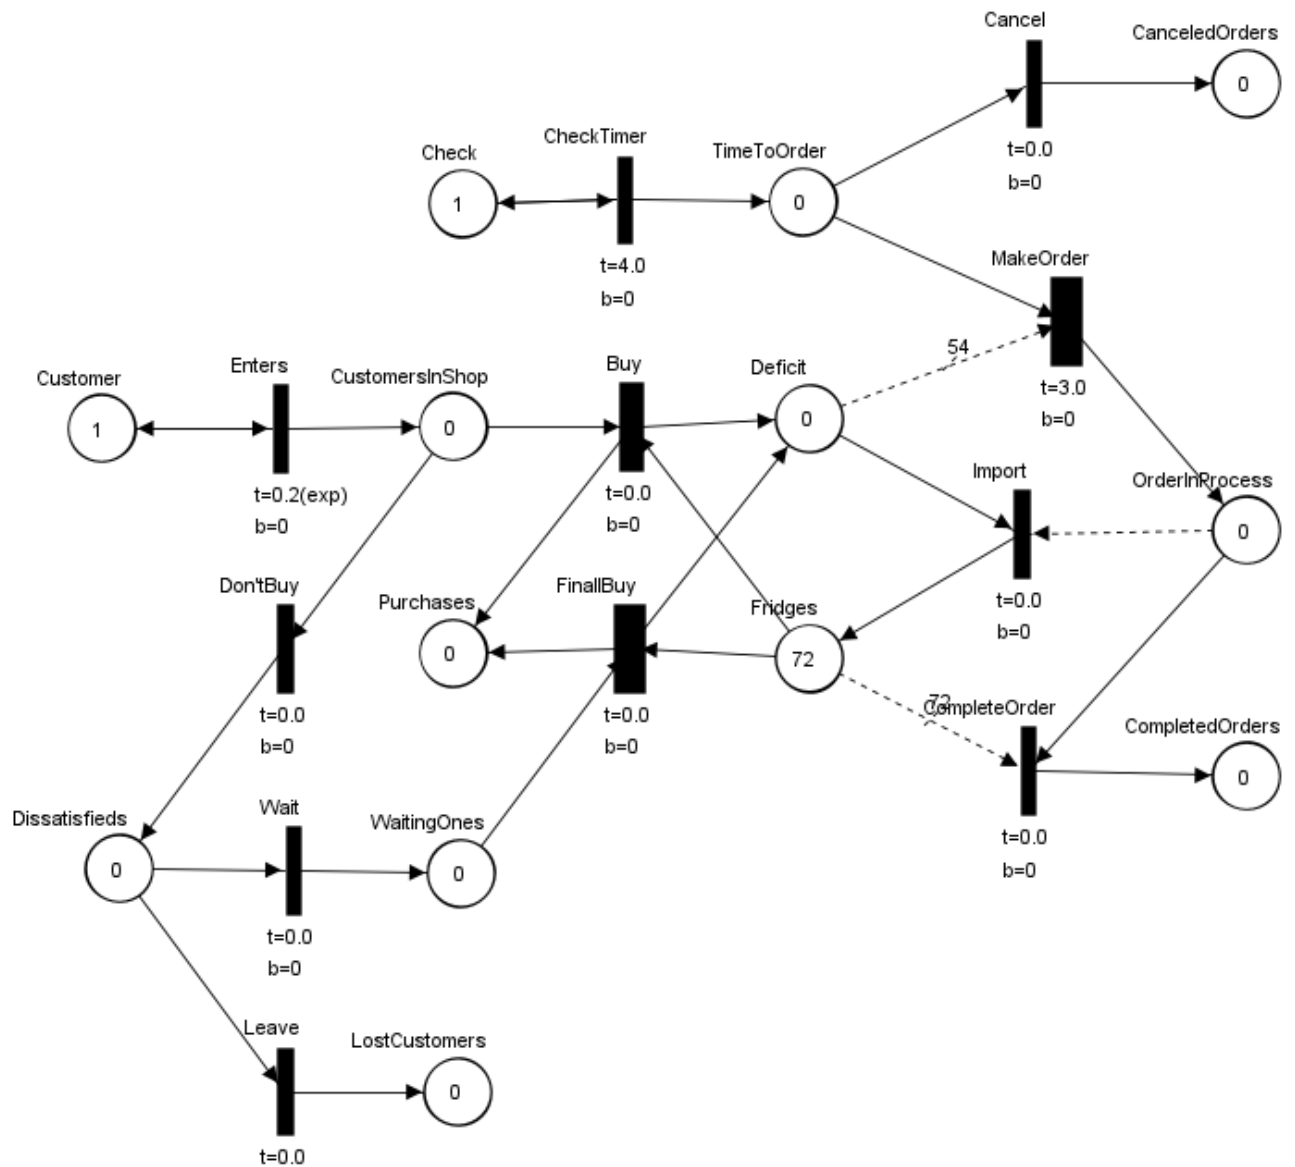 Cancel
CanceledOrders
0
t=0.0
b=0
CheckTimer
Check
TimeToOrder
1
0
t=4.0
b=0
MakeOrder
54
t=3.0
b=0
Customer
Enters
CustomersInShop
Buy
Deficit
1
0
0
t=0.2(exp)
b=0
t=0.0
b=0
Import
OrderInProcess
0
t=0.0
b=0
Don'tBuy
Purchases
FinallBuy
Fridges
0
72
t=0.0
b=0
t=0.0
b=0
72
CompleteOrder
CompletedOrders
0
t=0.0
b=0
Dissatisfieds
Wait
WaitingOnes
0
0
t=0.0
b=0
Leave
LostCustomers
0
t=0.0